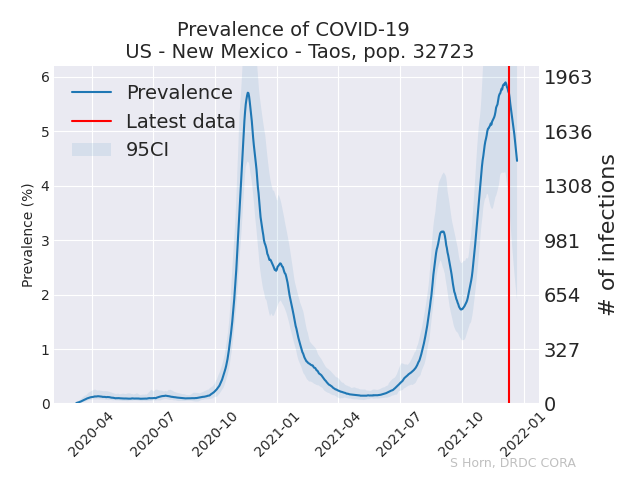 Prevalence of COVID-19
US - New Mexico - Taos, pop. 32723
Prevalence
Latest data
95CI
Prevalence (%)
6
5
4
3
2
1
0
1963
1636
1308
981
654
327
0
# of infections
2020-04
2020-07
2020-10
2021-01
2021-04
2021-07
2021-10
2022-01
S Horn, DRDC CORA